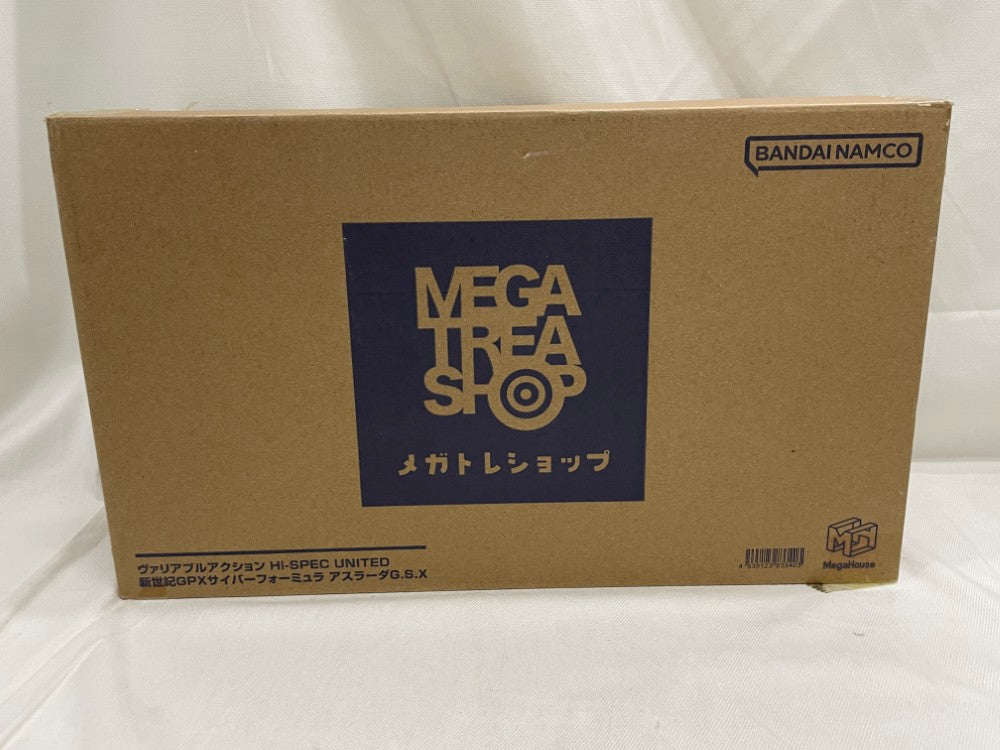 BANDAI NAMCO
MEGA
TREA
SHOP
メガトレショップ
ヴァリアブルアクション Hi-SPEC UNITED
新世紀GPXサイバーフォーミュラ アスラーダG.S.X
MegaHouse